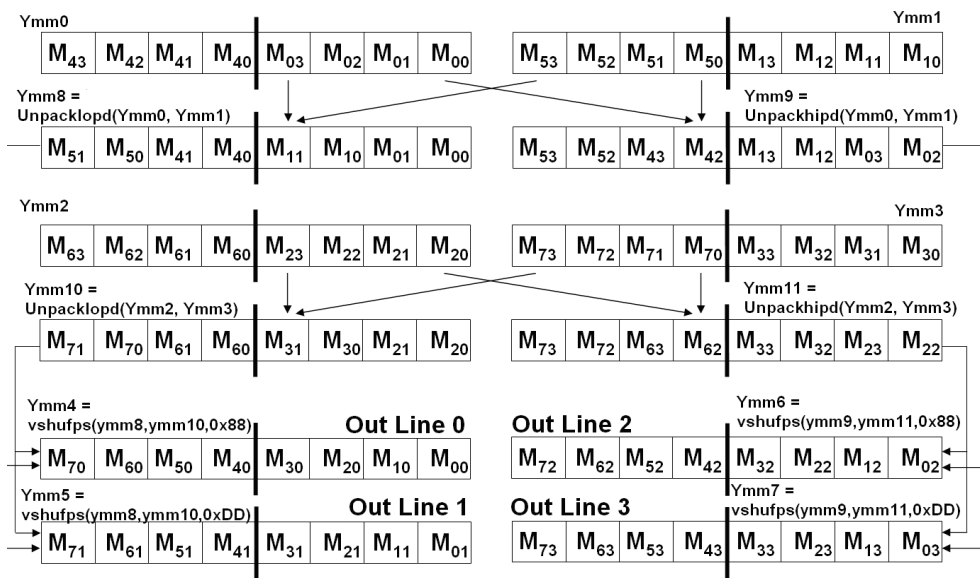 Ymm0 Ymm1
M43 M42 M41 M40 M03 M02 M01 M00 M53 M52 M51 M50 M13 M12 M11 M10
Ymm8 =
Unpacklopd(Ymm0, Ymm1)
Ymm9 =
Unpackhipd(Ymm0, Ymm1)
M51 M50 M41 M40 M11 M10 M01 M00 M53 M52 M43 M42 M13 M12 M03 M02
Ymm2 Ymm3
M63 M62 M61 M60 M23 M22 M21 M20 M73 M72 M71 M70 M33 M32 M31 M30
Ymm10 =
Unpacklopd(Ymm2, Ymm3)
Ymm11 =
Unpackhipd(Ymm2, Ymm3)
M71 M70 M61 M60 M31 M30 M21 M20 M73 M72 M63 M62 M33 M32 M23 M22
Ymm4 =
vshufps(ymm8,ymm10,0x88)
Out Line 0
Out Line 2
Ymm6 =
vshufps(ymm9,ymm11,0x88)
M70 M60 M50 M40 M30 M20 M10 M00 M72 M62 M52 M42 M32 M22 M12 M02
Ymm5 =
vshufps(ymm8,ymm10,0xDD)
Out Line 1
Out Line 3
Ymm7 =
vshufps(ymm9,ymm11,0xDD)
M71 M61 M51 M41 M31 M21 M11 M01 M73 M63 M53 M43 M33 M23 M13 M03